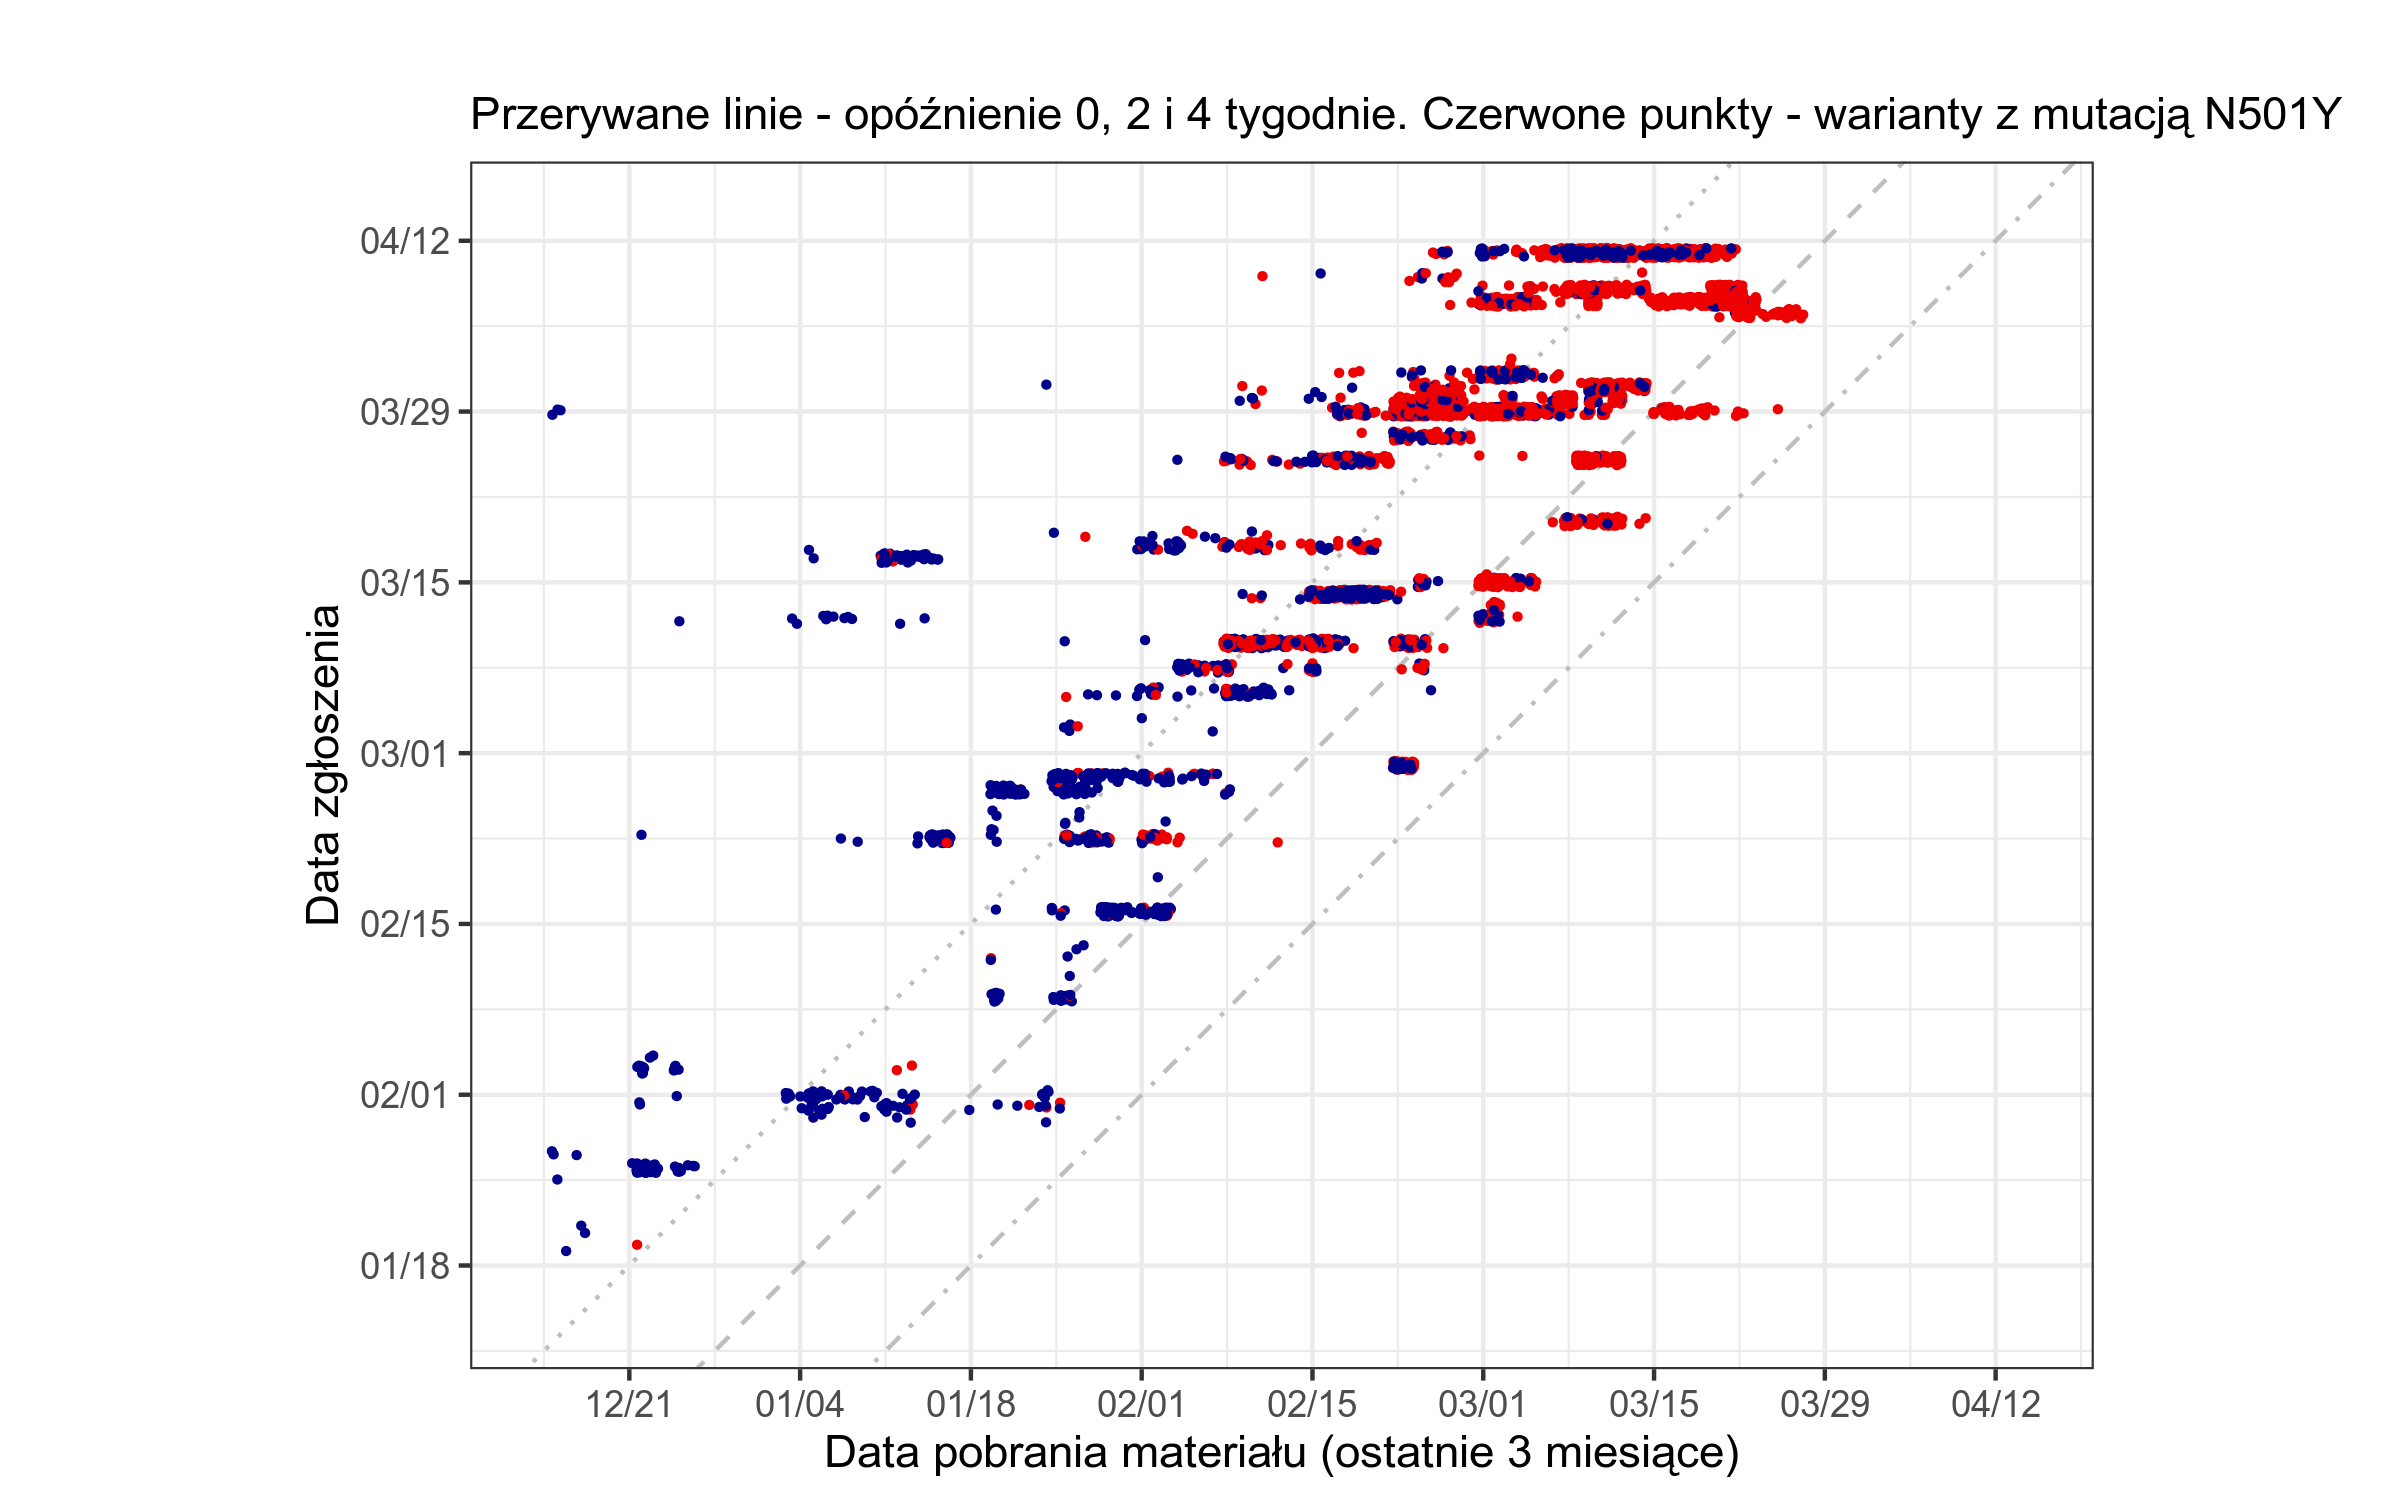 Przerywane linie - opóźnienie 0, 2 i 4 tygodnie. Czerwone punkty - warianty z mutacją N501Y
Data zgłoszenia
04/12
03/29
03/15
03/01
02/15
02/01
01/18
12/21 01/04 01/18 02/01 02/15 03/01 03/15 03/29 04/12
Data pobrania materiału (ostatnie 3 miesiące)